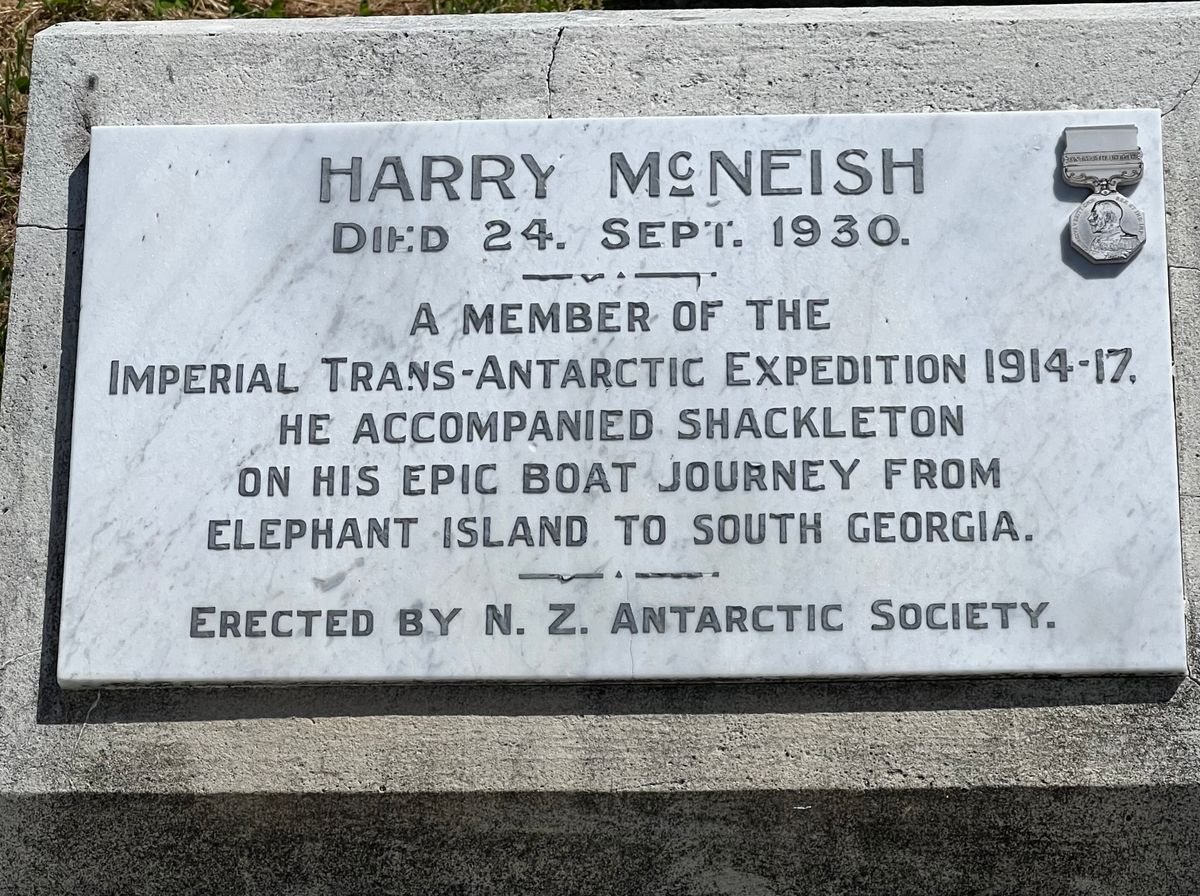 HARRY McNEISH
DIED 24. SEPT. 1930.
A MEMBER OF THE
IMPERIAL TRANS-ANTARCTIC EXPEDITION 1914-17,
HE ACCOMPANIED SHACKLETON
ON HIS EPIC BOAT JOURNEY FROM
ELEPHANT ISLAND TO SOUTH GEORGIA.
ERECTED BY N. Z. ANTARCTIC SOCIETY.